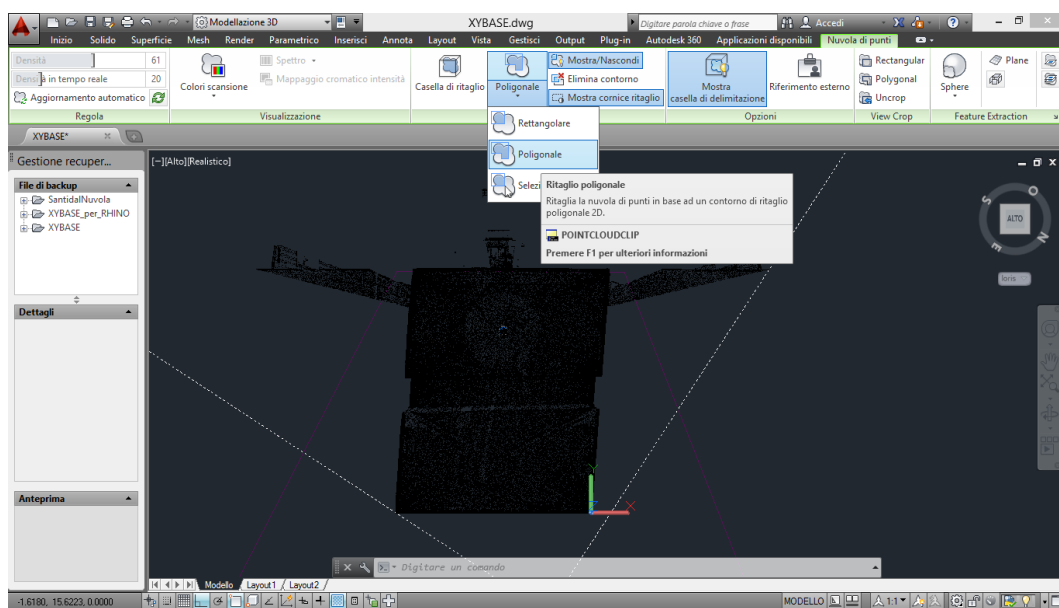 Modellazione 3D
XYBASE.dwg
Digitare parola chiave o frase
Accedi
Inizio Solido Superficie Mesh Render Parametrico Inserisci Annota Layout Vista Gestisci Output Plug-in Autodesk 360 Applicazioni disponibili Nuvola di punti
Densità 61
Densità in tempo reale 20
Aggiornamento automatico
Colori scansione
Spettro
Mappaggio cromatico intensità
Casella di ritaglio
Poligonale
Mostra/Nascondi
Elimina contorno
Mostra cornice ritaglio
Mostra
casella di delimitazione
Riferimento esterno
Rectangular
Polygonal
Uncrop
Sphere
Plane
Regola Visualizzazione Opzioni View Crop Feature Extraction
XYBASE*
Rettangolare
Poligonale
Selezi
Ritaglio poligonale
Ritaglia la nuvola di punti in base ad un contorno di ritaglio
poligonale 2D.
POINTCLOUDCLIP
Premere F1 per ulteriori informazioni
Gestione recuper...
[−][Alto][Realistico]
File di backup
SantidalNuvola
XYBASE_per_RHINO
XYBASE
Dettagli
Anteprima
ALTO
S
O
N
m
Ioris
Y
X
Z
Digitare un comando
Modello Layout1 Layout2
-1.6180, 15.6223, 0.0000
MODELLO
1:1